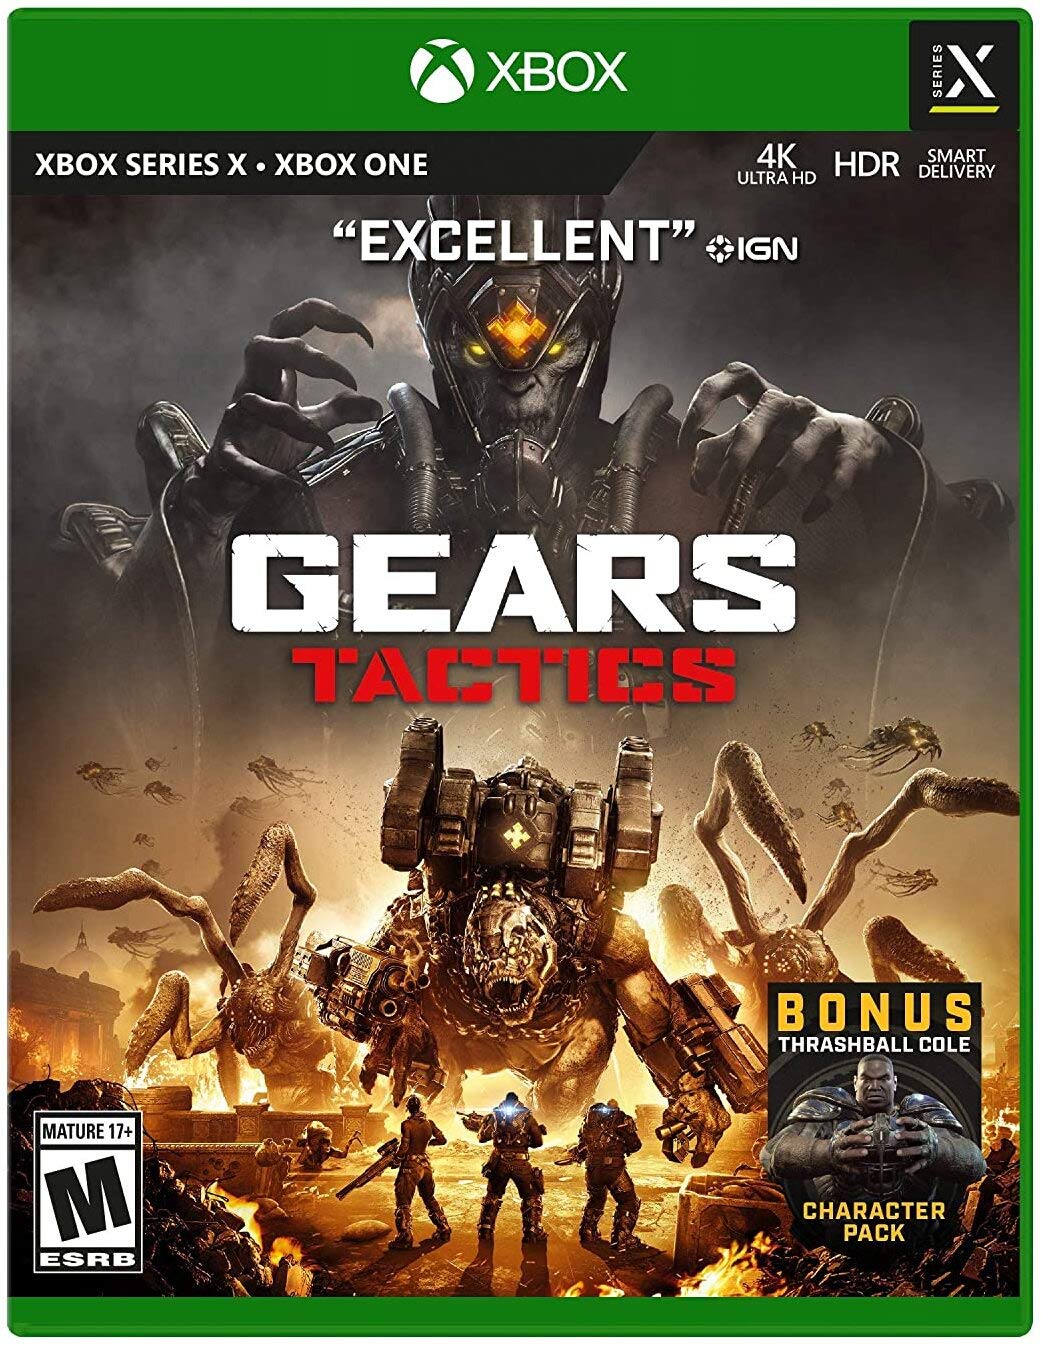 XBOX
SERIES X
XBOX SERIES X • XBOX ONE
4K
ULTRA HD
HDR
SMART
DELIVERY
“EXCELLENT” IGN
GEARS
TACTICS
BONUS
THRASHBALL COLE
CHARACTER
PACK
MATURE 17+
M
ESRB